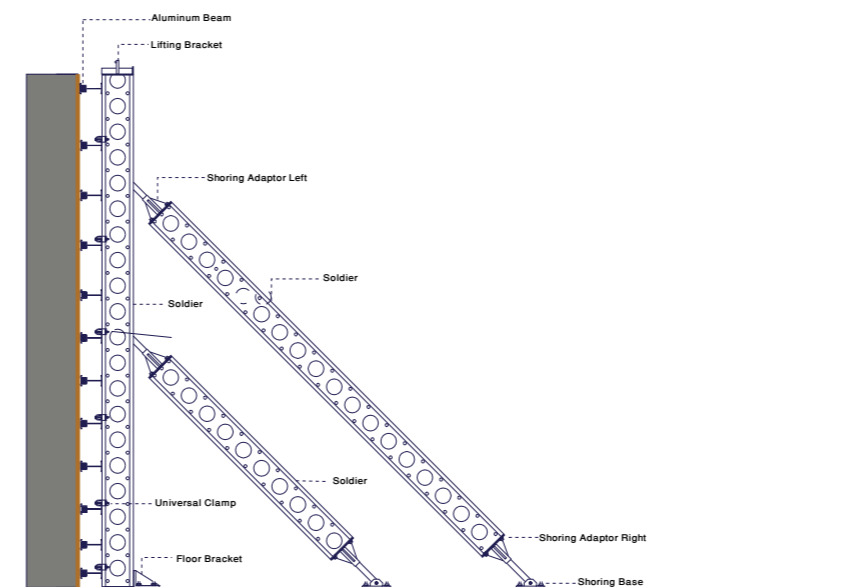 Aluminum Beam
Lifting Bracket
Shoring Adaptor Left
Soldier
Soldier
Soldier
Universal Clamp
Shoring Adaptor Right
Floor Bracket
Shoring Base